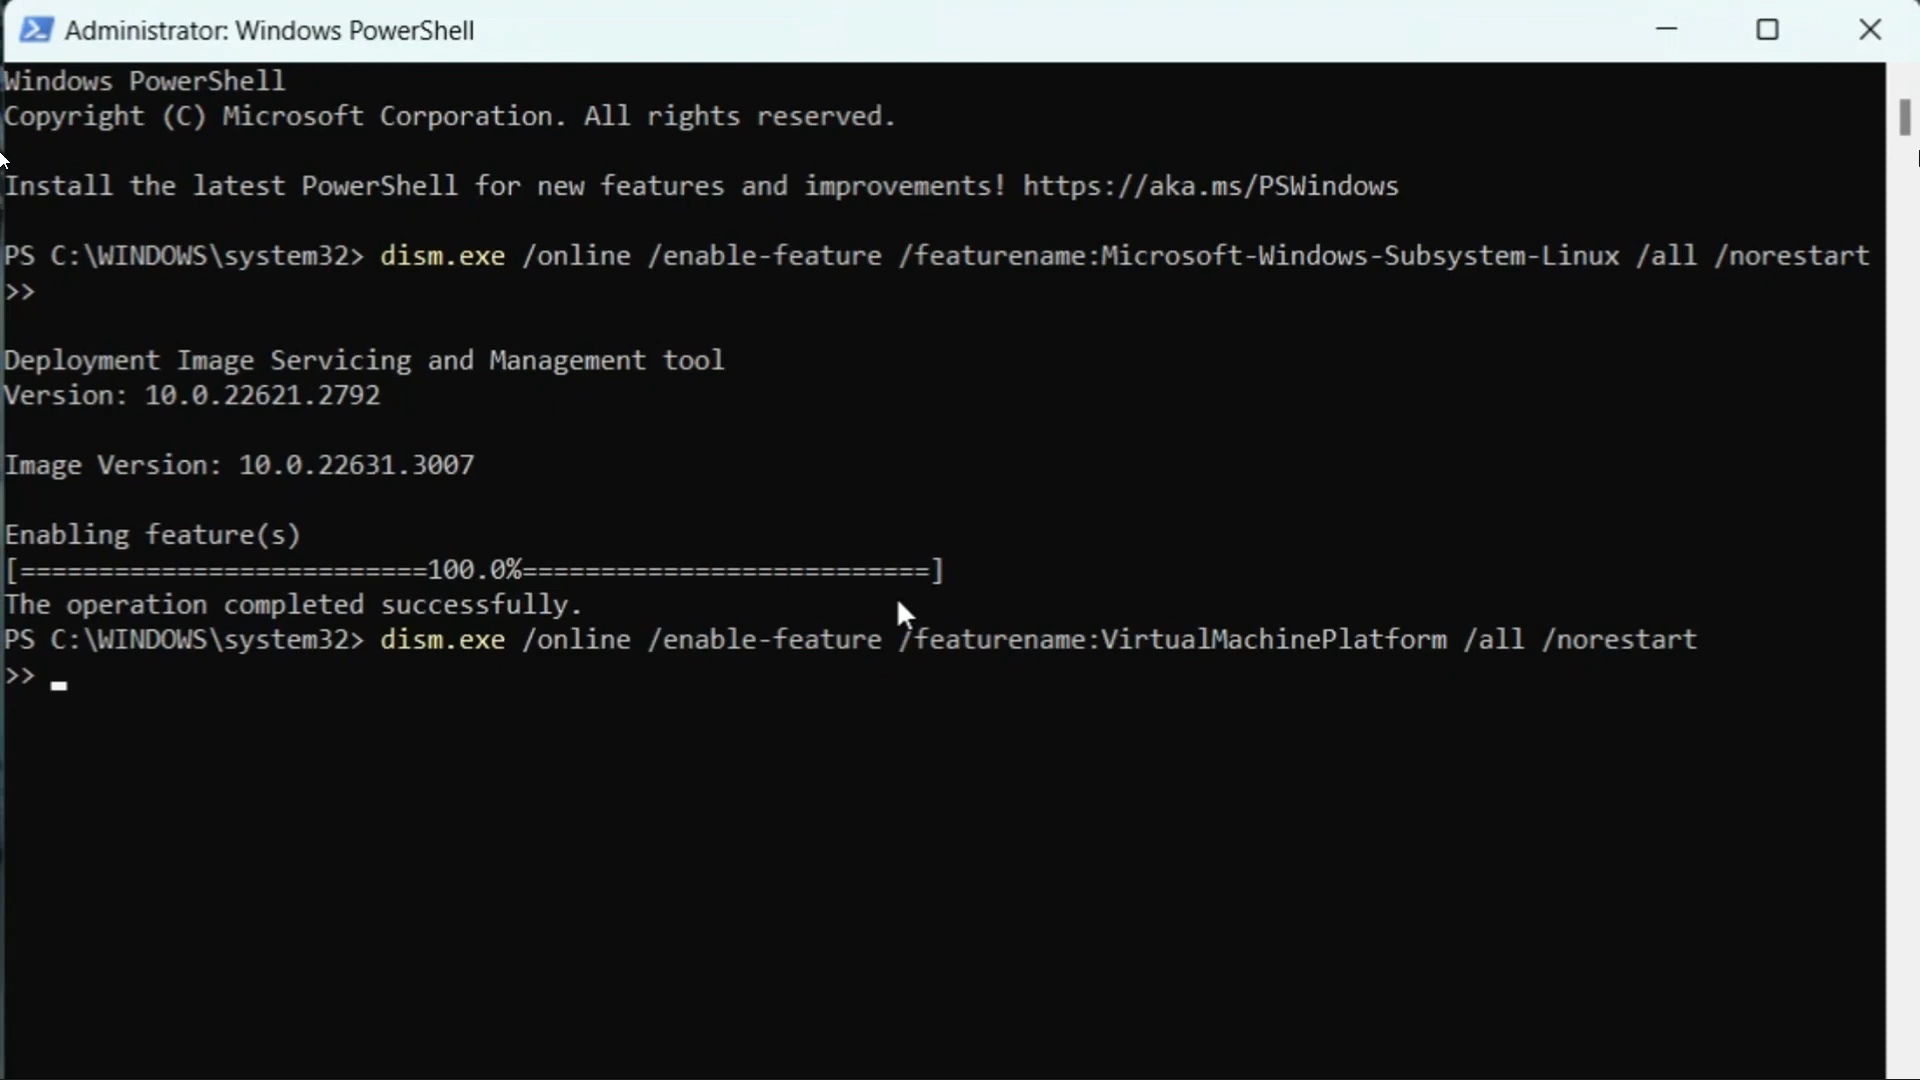 Administrator: Windows PowerShell
Windows PowerShell
Copyright (C) Microsoft Corporation. All rights reserved.
Install the latest PowerShell for new features and improvements! https://aka.ms/PSWindows
PS C:\WINDOWS\system32> dism.exe /online /enable-feature /featurename:Microsoft-Windows-Subsystem-Linux /all /norestart
>>
Deployment Image Servicing and Management tool
Version: 10.0.22621.2792
Image Version: 10.0.22631.3007
Enabling feature(s)
[==========================100.0%==========================]
The operation completed successfully.
PS C:\WINDOWS\system32> dism.exe /online /enable-feature /featurename:VirtualMachinePlatform /all /norestart
>>